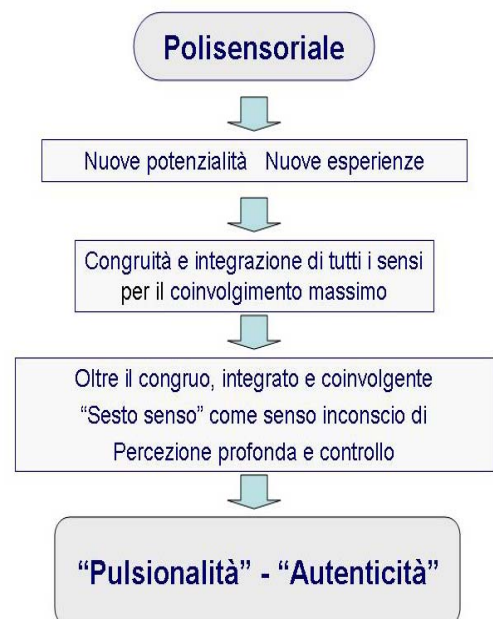 Polisensoriale
Nuove potenzialità Nuove esperienze
Congruità e integrazione di tutti i sensi
per il coinvolgimento massimo
Oltre il congruo, integrato e coinvolgente
“Sesto senso” come senso inconscio di
Percezione profonda e controllo
“Pulsionalità” - “Autenticità”